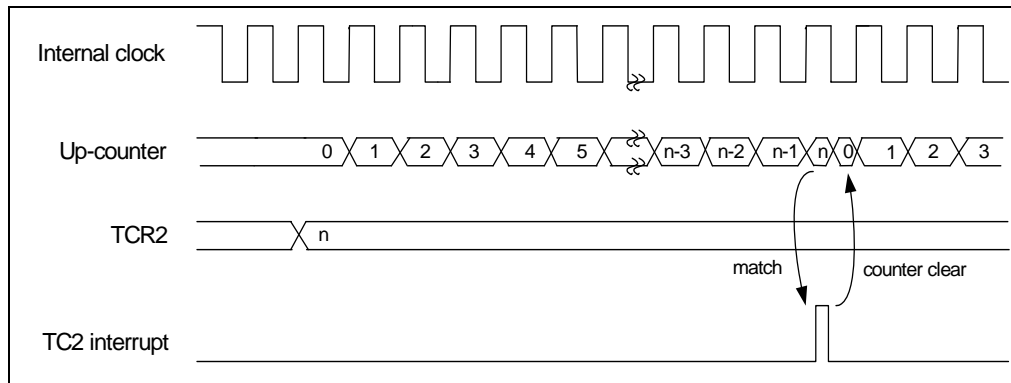 Internal clock
Up-counter 0 1 2 3 4 5 n-3 n-2 n-1 n 0 1 2 3
TCR2 n
match counter clear
TC2 interrupt